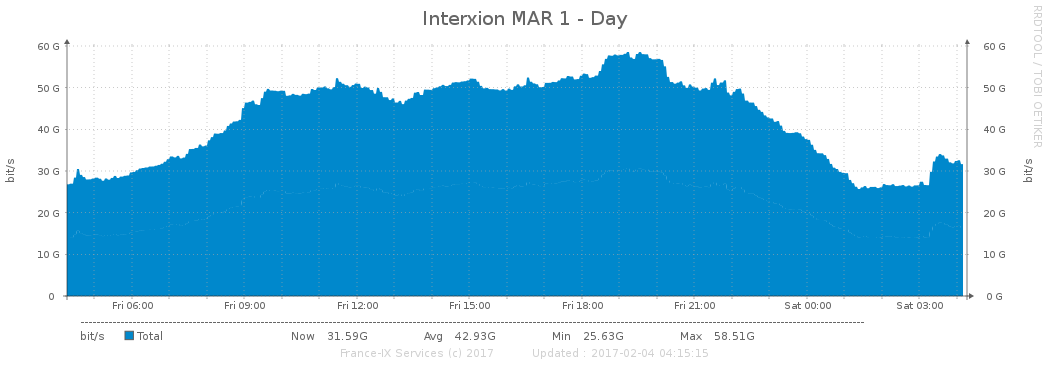 Interxion MAR 1 - Day
RRDTOOL / TOBI OETIKER
60 G 60 G
50 G 50 G
40 G 40 G
30 G 30 G
20 G 20 G
10 G 10 G
0 0 G
bit/s bit/s
Fri 06:00 Fri 09:00 Fri 12:00 Fri 15:00 Fri 18:00 Fri 21:00 Sat 00:00 Sat 03:00
bit/s Total Now 31.59G Avg 42.93G Min 25.63G Max 58.51G
France-IX Services (c) 2017 Updated : 2017-02-04 04:15:15